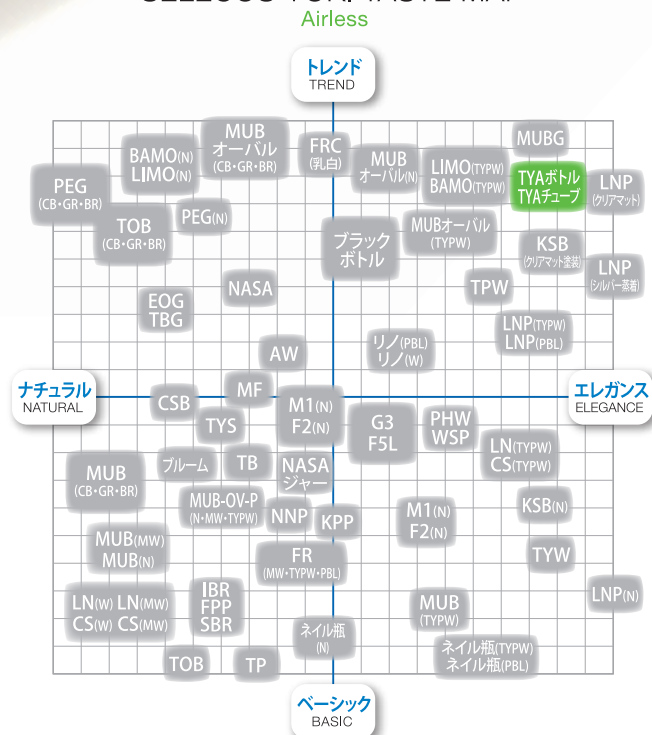 Airless
トレンド
TREND
MUBG
MUB
オーバル
(CB・GR・BR)
FRC
(乳白)
BAMO(N)
LIMO(N)
MUB
オーバル(N)
LIMO(TYPW)
BAMO(TYPW)
TYAボトル
TYAチューブ
LNP
(クリアマット)
PEG
(CB・GR・BR)
PEG(N)
TOB
(CB・GR・BR)
ブラック
ボトル
MUBオーバル
(TYPW)
KSB
(クリアマット塗装)
LNP
(シルバー蒸着)
NASA
TPW
EOG
TBG
LNP(TYPW)
LNP(PBL)
リノ(PBL)
リノ(W)
AW
ナチュラル
NATURAL
エレガンス
ELEGANCE
MF
CSB
M1(N)
F2(N)
TYS
G3
F5L
PHW
WSP
LN(TYPW)
CS(TYPW)
ブルーム
TB
NASA
ジャー
MUB
(CB・GR・BR)
MUB-OV-P
(N・MW・TYPW)
NNP
KPP
M1(N)
F2(N)
KSB(N)
MUB(MW)
MUB(N)
FR
(MW・TYPW・PBL)
TYW
LNP(N)
LN(W) LN(MW)
CS(W) CS(MW)
IBR
FPP
SBR
MUB
(TYPW)
ネイル瓶
(N)
ネイル瓶(TYPW)
ネイル瓶(PBL)
TOB
TP
ベーシック
BASIC